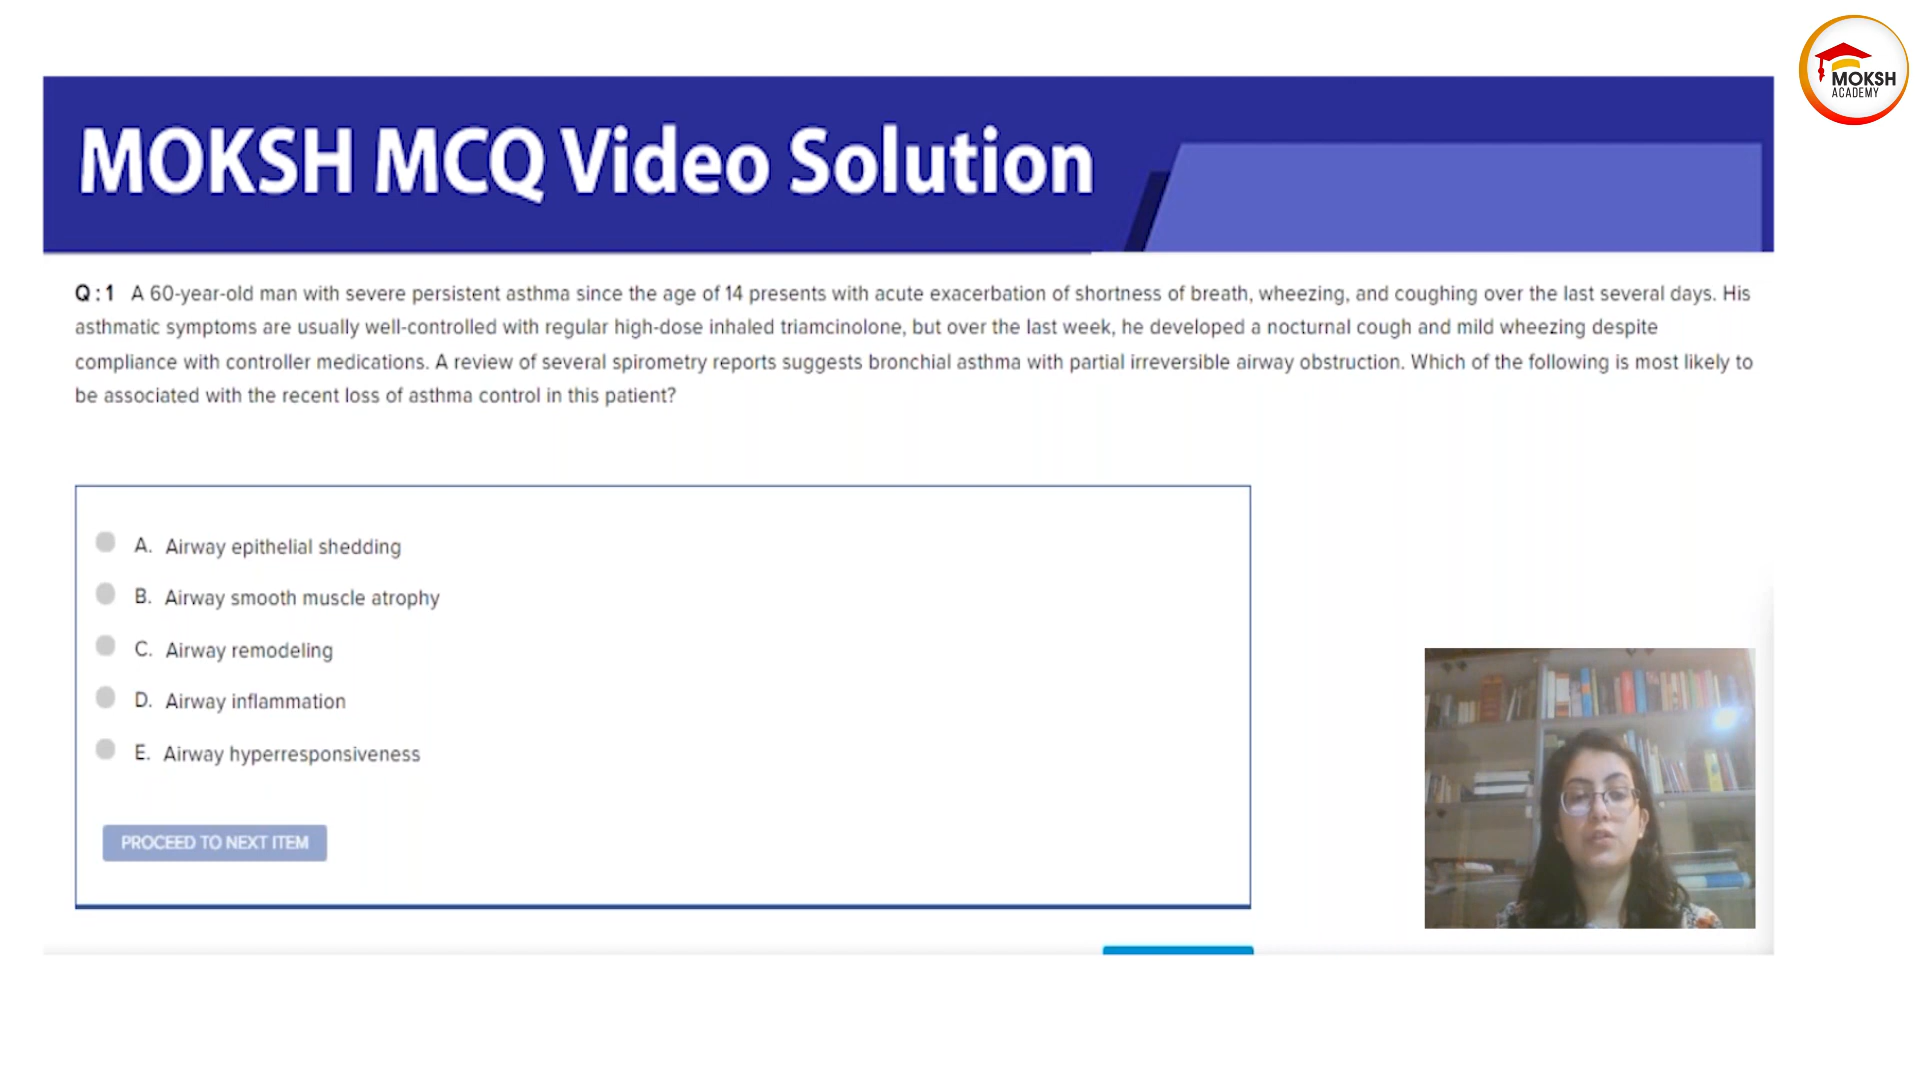 MOKSH
ACADEMY
MOKSH MCQ Video Solution
Q : 1 A 60-year-old man with severe persistent asthma since the age of 14 presents with acute exacerbation of shortness of breath, wheezing, and coughing over the last several days. His
asthmatic symptoms are usually well-controlled with regular high-dose inhaled triamcinolone, but over the last week, he developed a nocturnal cough and mild wheezing despite
compliance with controller medications. A review of several spirometry reports suggests bronchial asthma with partial irreversible airway obstruction. Which of the following is most likely to
be associated with the recent loss of asthma control in this patient?
A. Airway epithelial shedding
B. Airway smooth muscle atrophy
C. Airway remodeling
D. Airway inflammation
E. Airway hyperresponsiveness
PROCEED TO NEXT ITEM